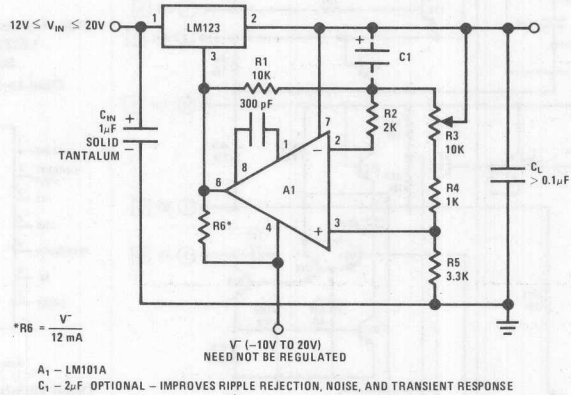 12V ≤ VIN ≤ 20V
1
LM123
2
3
R1
10K
+
C1
300 pF
CIN
1µF
SOLID
TANTALUM
+
−
8
1
7
2
−
R2
2K
R3
10K
6
A1
CL
> 0.1µF
R4
1K
R6*
4
+
3
R5
3.3K
*R6 = V−
12 mA
V− (−10V TO 20V)
NEED NOT BE REGULATED
A1 – LM101A
C1 – 2µF OPTIONAL – IMPROVES RIPPLE REJECTION, NOISE, AND TRANSIENT RESPONSE